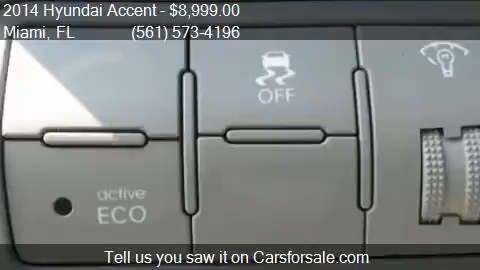 2014 Hyundai Accent - $8,999.00
Miami, FL (561) 573-4196
OFF
active
ECO
Tell us you saw it on Carsforsale.com